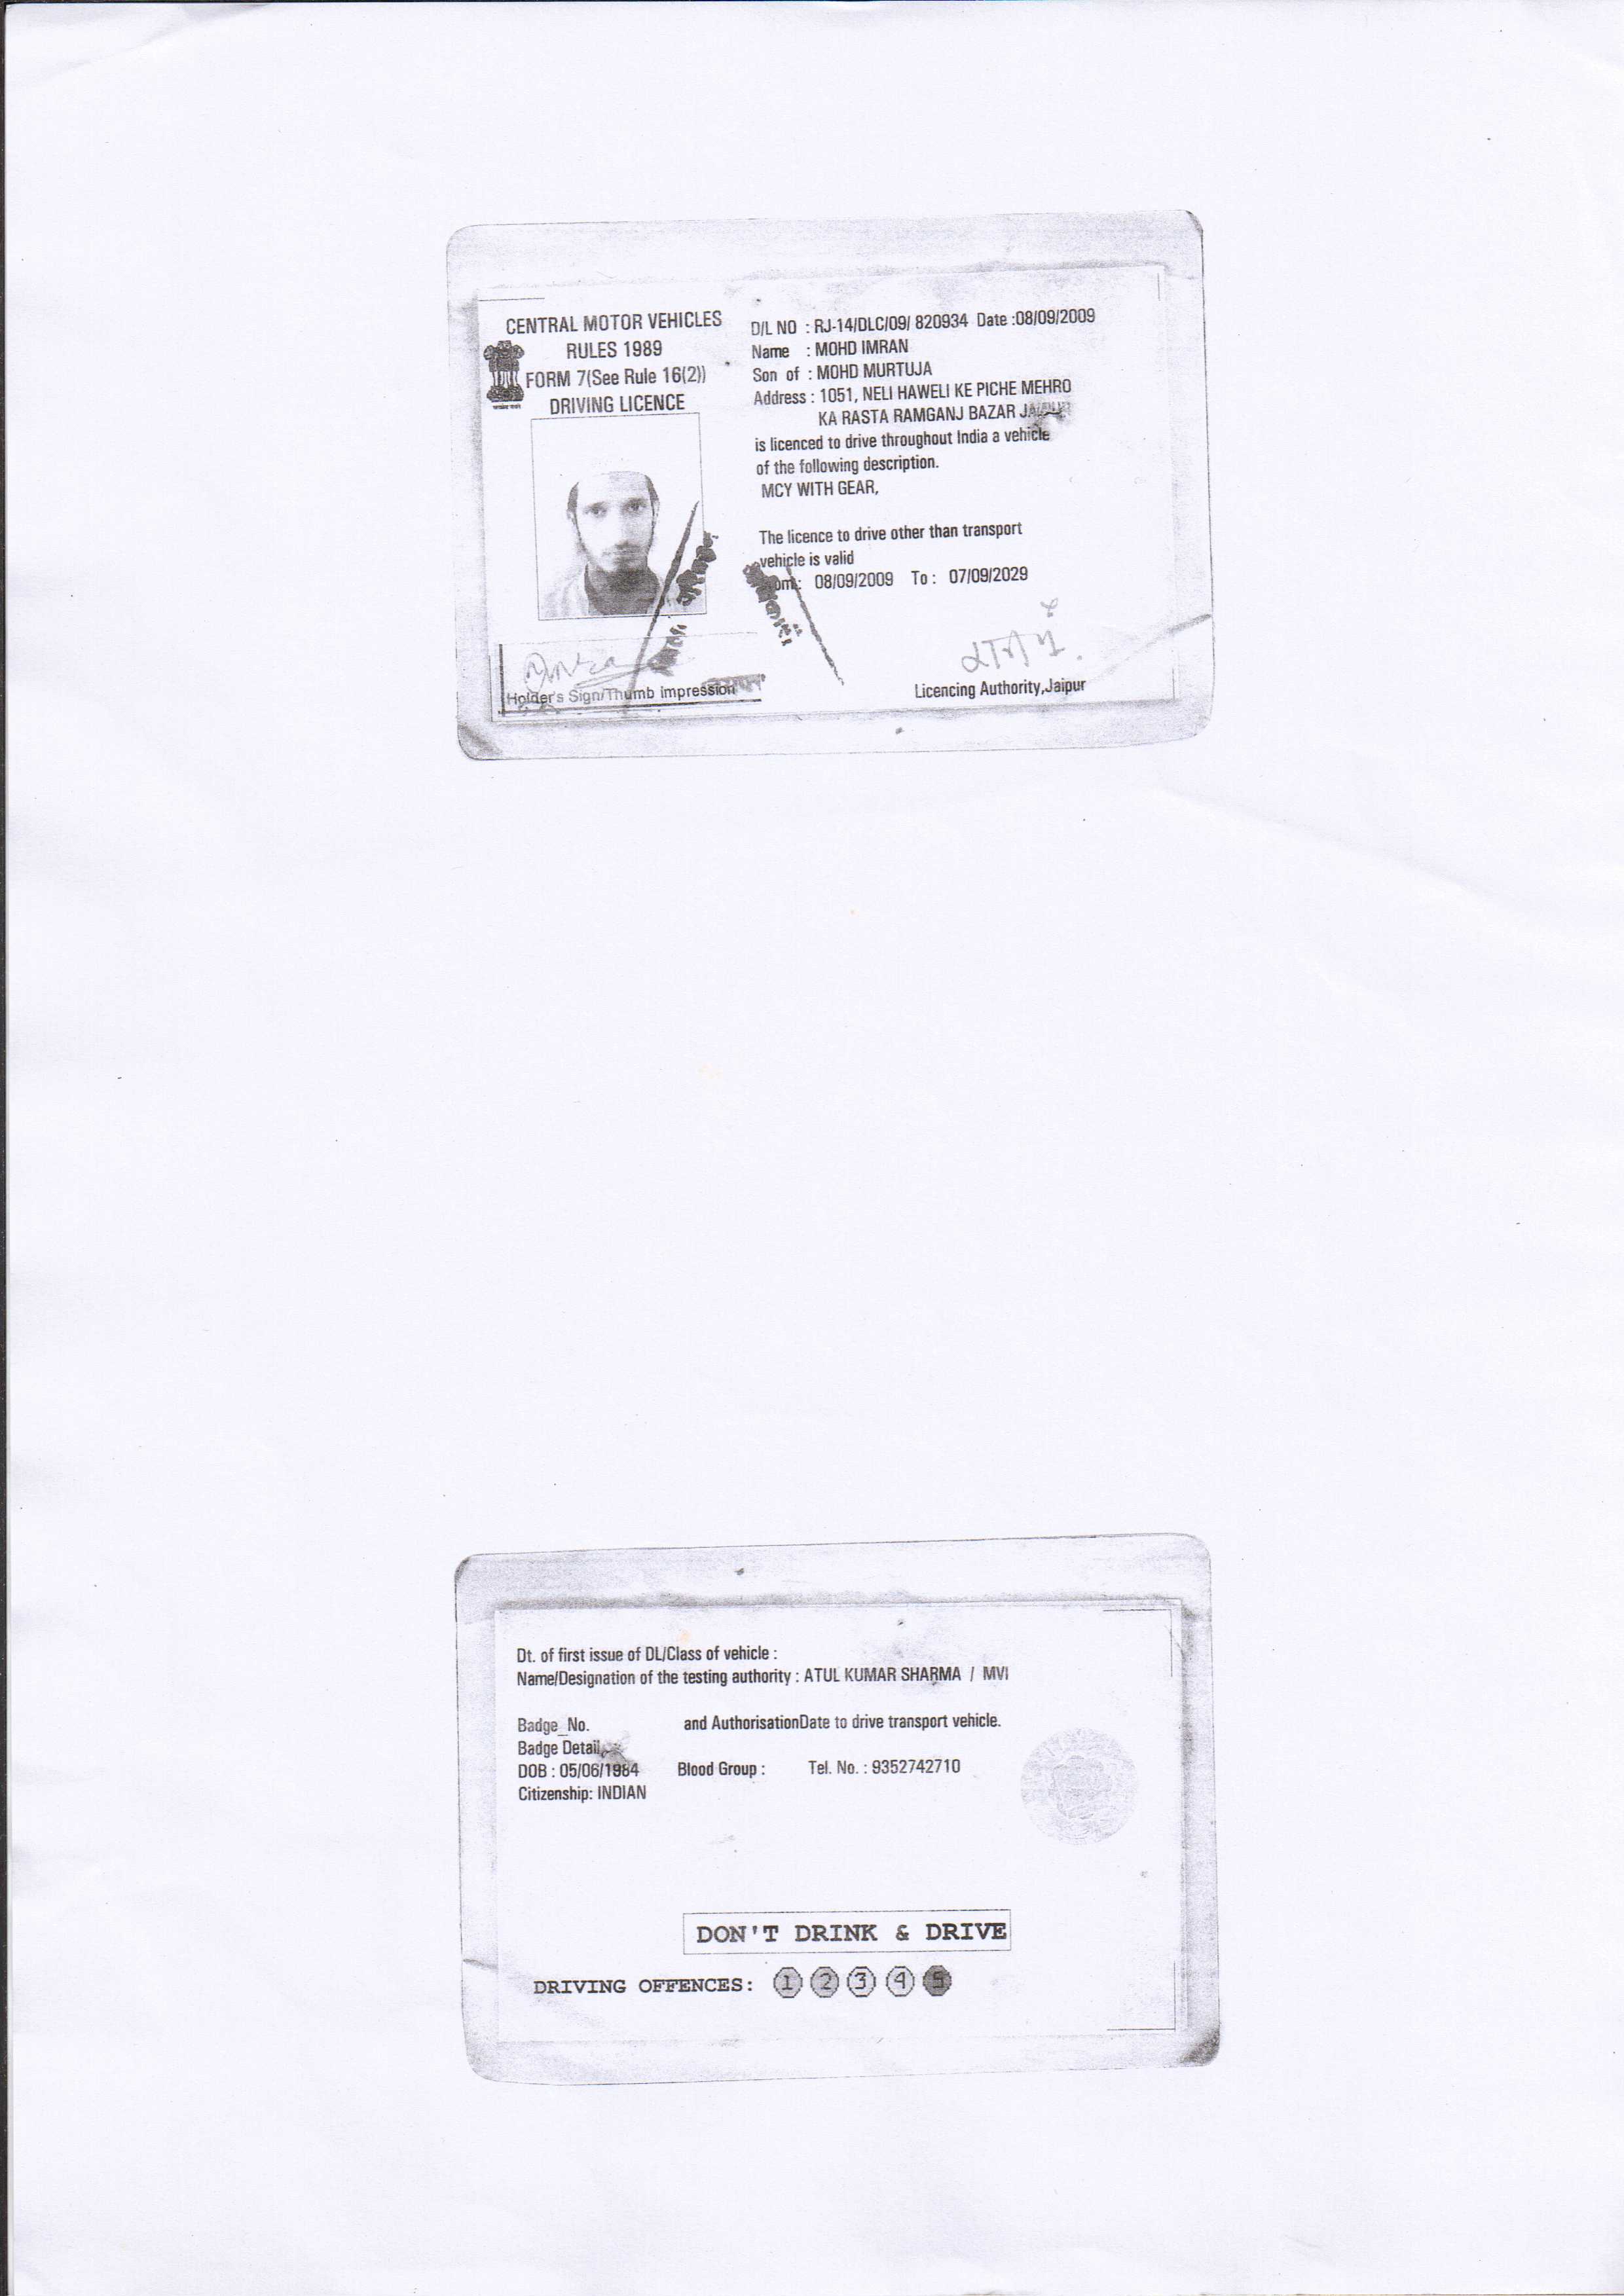 CENTRAL MOTOR VEHICLES
RULES 1989
FORM 7(See Rule 16(2))
DRIVING LICENCE
D/L NO : RJ-14/DLC/09/ 820934 Date :08/09/2009
Name : MOHD IMRAN
Son of : MOHD MURTUJA
Address : 1051, NELI HAWELI KE PICHE MEHRO
KA RASTA RAMGANJ BAZAR JAIPUR
is licenced to drive throughout India a vehicle
of the following description.
MCY WITH GEAR,
The licence to drive other than transport
vehicle is valid
08/09/2009 To : 07/09/2029
Holder's Sign/Thumb impression
Licencing Authority,Jaipur
Dt. of first issue of DL/Class of vehicle :
Name/Designation of the testing authority : ATUL KUMAR SHARMA / MVI
Badge_No. and AuthorisationDate to drive transport vehicle.
Badge Detail
DOB : 05/06/1984 Blood Group : Tel. No. : 9352742710
Citizenship: INDIAN
DON'T DRINK & DRIVE
DRIVING OFFENCES: 1 2 3 4 5